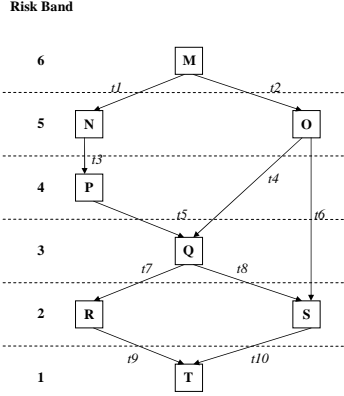 Risk Band
6 M
t1 t2
5 N O
t3
4 P t4
t5 t6
3 Q
t7 t8
2 R S
t9 t10
1 T